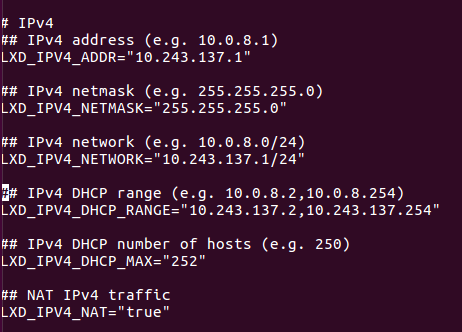 # IPv4
## IPv4 address (e.g. 10.0.8.1)
LXD_IPV4_ADDR="10.243.137.1"
## IPv4 netmask (e.g. 255.255.255.0)
LXD_IPV4_NETMASK="255.255.255.0"
## IPv4 network (e.g. 10.0.8.0/24)
LXD_IPV4_NETWORK="10.243.137.1/24"
## IPv4 DHCP range (e.g. 10.0.8.2,10.0.8.254)
LXD_IPV4_DHCP_RANGE="10.243.137.2,10.243.137.254"
## IPv4 DHCP number of hosts (e.g. 250)
LXD_IPV4_DHCP_MAX="252"
## NAT IPv4 traffic
LXD_IPV4_NAT="true"